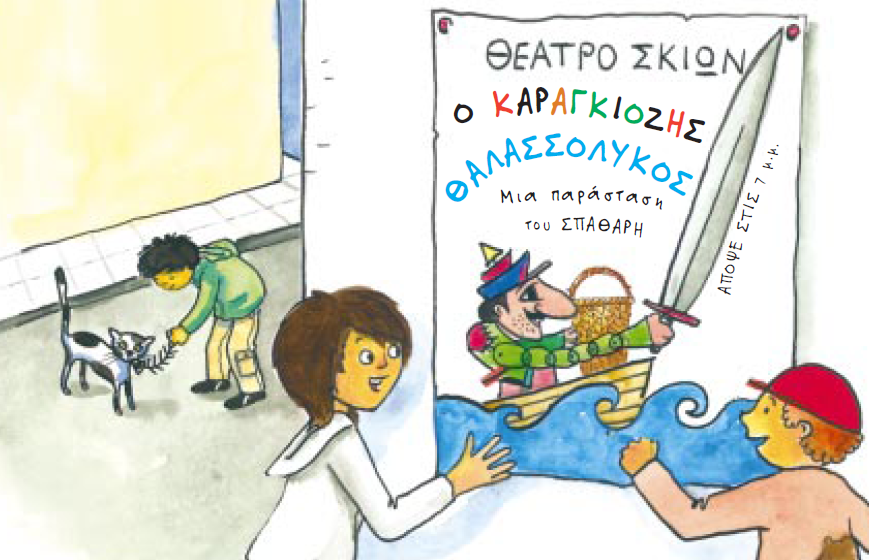 ΘΕΑΤΡΟ ΣΚΙΩΝ
Ο ΚΑΡΑΓΚΙΟΖΗΣ
ΘΑΛΑΣΣΟΛΥΚΟΣ
Μια παράσταση
του ΣΠΑΘΑΡΗ
ΑΠΟΨΕ ΣΤΙΣ 7 μ.μ.